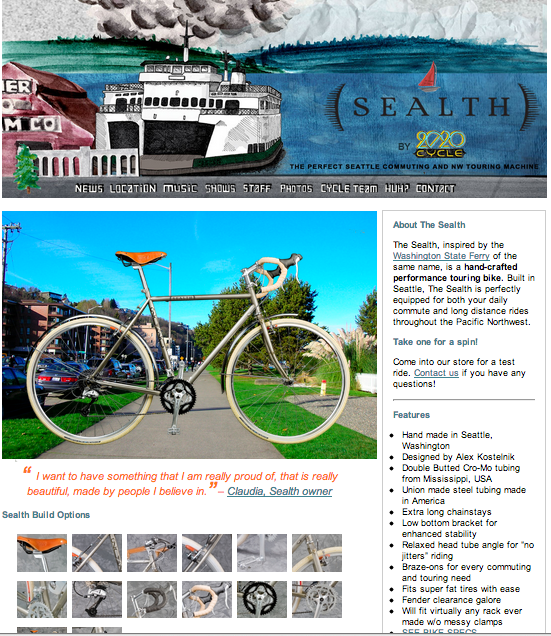 ER
O.
M CO
(SEALTH)
BY 2020 CYCLE
THE PERFECT SEATTLE COMMUTING AND NW TOURING MACHINE
NEWS LOCATION MUSIC SHOWS STAFF PHOTOS CYCLE TEAM HUH? CONTACT
About The Sealth
The Sealth, inspired by the
Washington State Ferry of the
same name, is a hand-crafted
performance touring bike. Built in
Seattle, The Sealth is perfectly
equipped for both your daily
commute and long distance rides
throughout the Pacific Northwest.
Take one for a spin!
Come into our store for a test
ride. Contact us if you have any
questions!
Features
Hand made in Seattle,
Washington
Designed by Alex Kostelnik
Double Butted Cro-Mo tubing
from Mississippi, USA
Union made steel tubing made
in America
Extra long chainstays
Low bottom bracket for
enhanced stability
Relaxed head tube angle for "no
jitters" riding
Braze-ons for every commuting
and touring need
Fits super fat tires with ease
Fender clearance galore
Will fit virtually any rack ever
made w/o messy clamps
SEE BIKE SPECS
“ I want to have something that I am really proud of, that is really
beautiful, made by people I believe in.” – Claudia, Sealth owner
Sealth Build Options